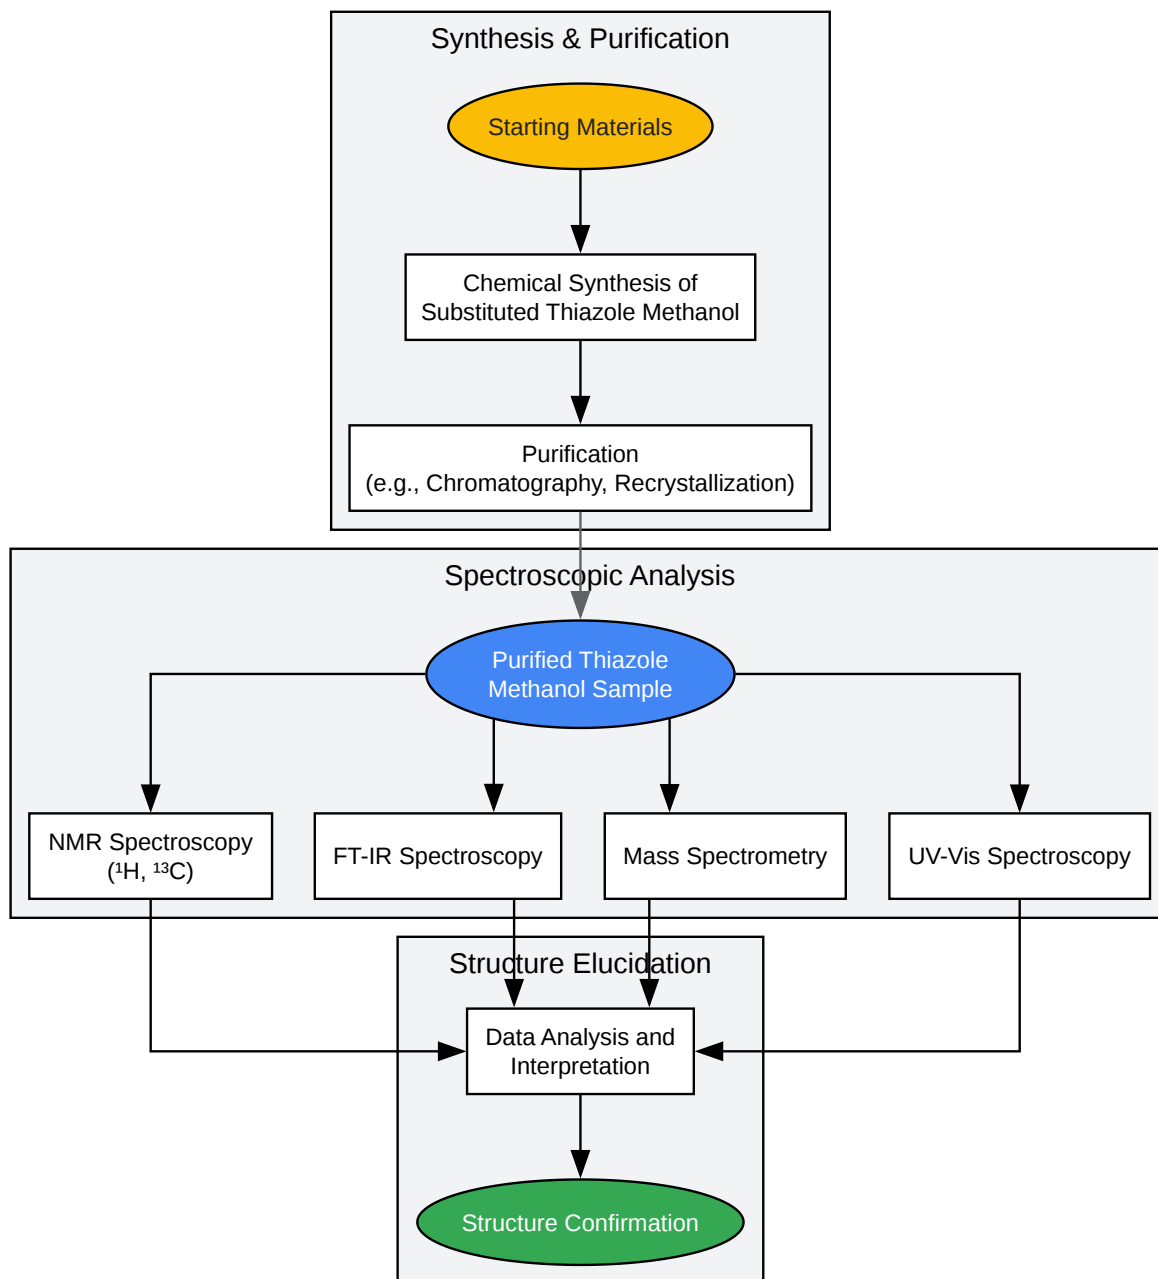 Synthesis & Purification
Starting Materials
Chemical Synthesis of
Substituted Thiazole Methanol
Purification
(e.g., Chromatography, Recrystallization)
Spectroscopic Analysis
Purified Thiazole
Methanol Sample
NMR Spectroscopy
(¹H, ¹³C)
FT-IR Spectroscopy
Mass Spectrometry
UV-Vis Spectroscopy
Structure Elucidation
Data Analysis and
Interpretation
Structure Confirmation